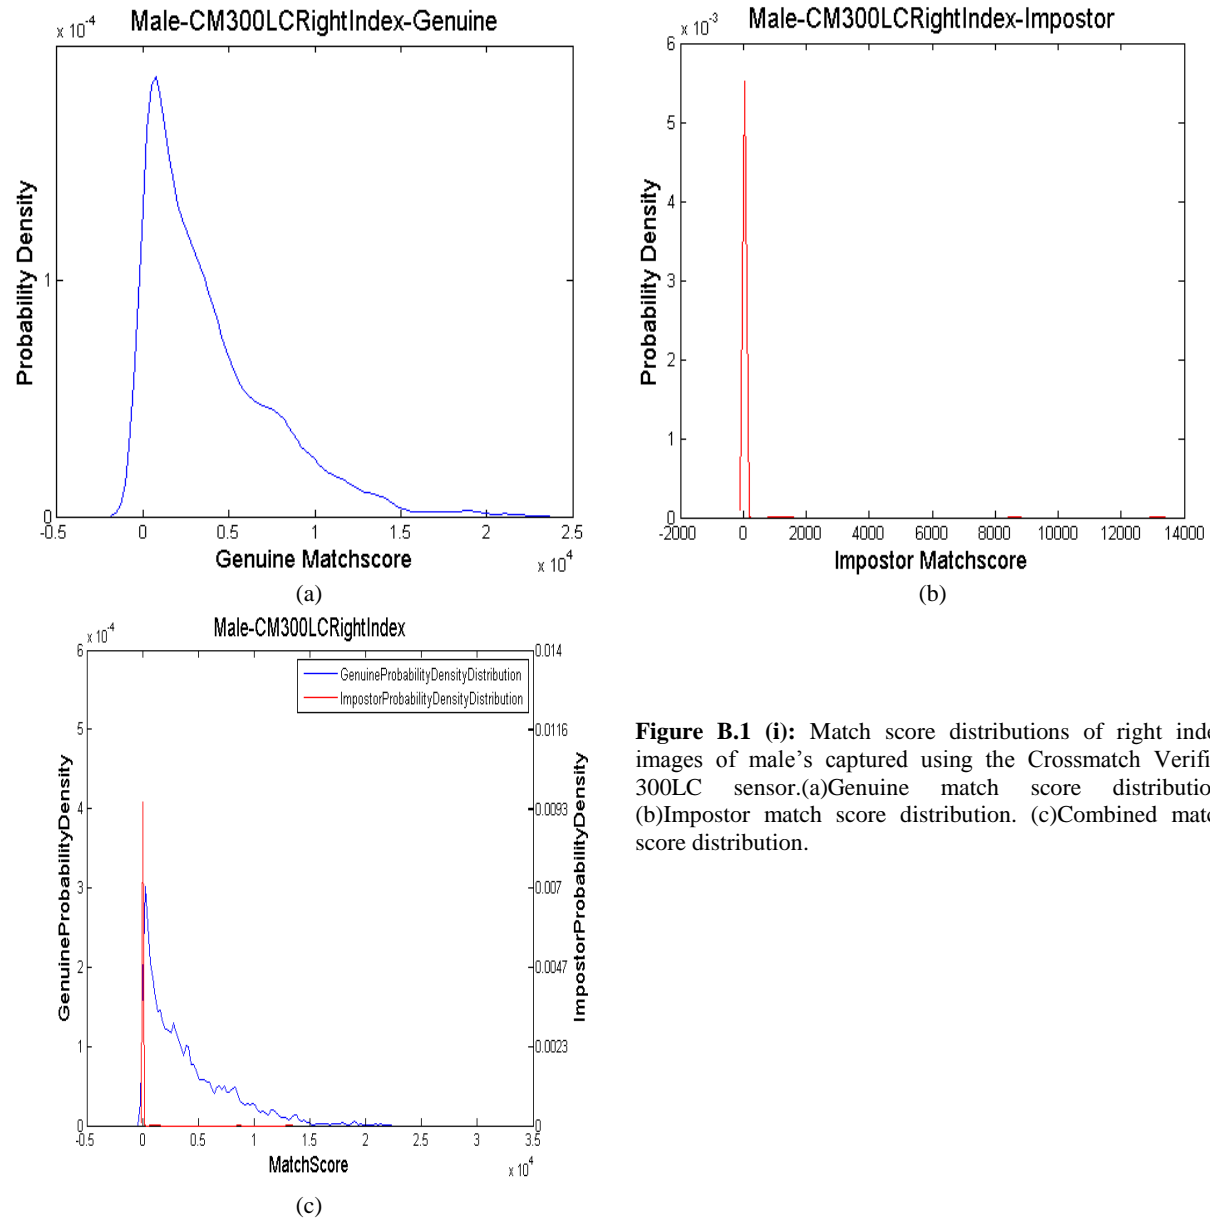 Male-CM300LCRightIndex-Genuine
x 10^-4
Probability Density
1
0
-0.5 0 0.5 1 1.5 2 2.5
Genuine Matchscore
x 10^4
(a)
Male-CM300LCRightIndex-Impostor
x 10^-3
Probability Density
6
5
4
3
2
1
0
-2000 0 2000 4000 6000 8000 10000 12000 14000
Impostor Matchscore
(b)
Male-CM300LCRightIndex
x 10^-4
GenuineProbabilityDensityDistribution
ImpostorProbabilityDensityDistribution
GenuineProbabilityDensity
6
5
4
3
2
1
0
0.014
0.0116
0.0093
0.007
0.0047
0.0023
0
ImpostorProbabilityDensity
-0.5 0 0.5 1 1.5 2 2.5 3 3.5
MatchScore
x 10^4
(c)
Figure B.1 (i): Match score distributions of right inde
images of male's captured using the Crossmatch Verifi
300LC sensor.(a)Genuine match score distributio
(b)Impostor match score distribution. (c)Combined matc
score distribution.